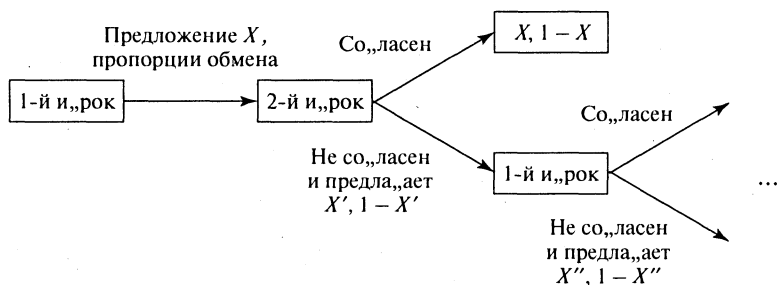 Предложение X,
пропорции обмена
1-й и„рок
2-й и„рок
Со„ласен
X, 1 – X
Не со„ласен
и предла„ает
X′, 1 – X′
1-й и„рок
Со„ласен
...
Не со„ласен
и предла„ает
X″, 1 – X″